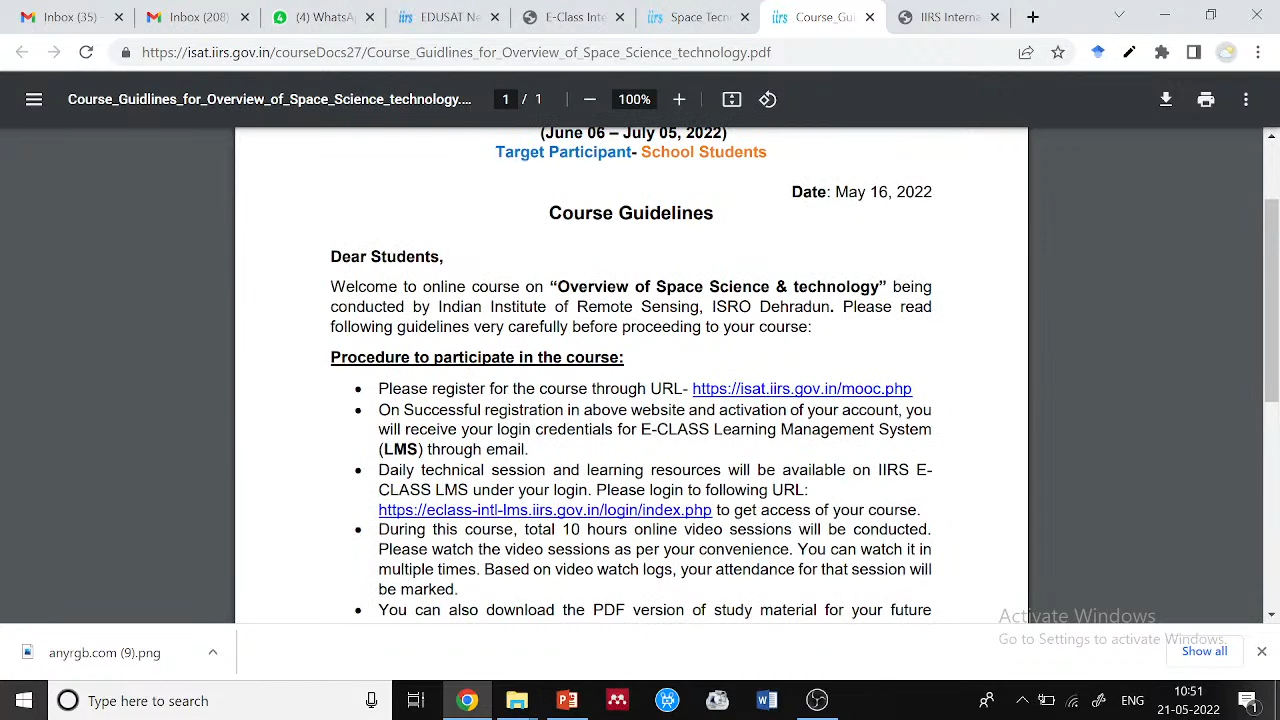 Inbox (35) -
Inbox (208)
(4) WhatsAp
EDUSAT Ne
E-Class Inte
Space Tech
Course_Gui
IIRS Interne
https://isat.iirs.gov.in/courseDocs27/Course_Guidlines_for_Overview_of_Space_Science_technology.pdf
Course_Guidlines_for_Overview_of_Space_Science_technology....
1 / 1
100%
(June 06 – July 05, 2022)
Target Participant- School Students
Date: May 16, 2022
Course Guidelines
Dear Students,
Welcome to online course on “Overview of Space Science & technology” being
conducted by Indian Institute of Remote Sensing, ISRO Dehradun. Please read
following guidelines very carefully before proceeding to your course:
Procedure to participate in the course:
• Please register for the course through URL- https://isat.iirs.gov.in/mooc.php
• On Successful registration in above website and activation of your account, you
will receive your login credentials for E-CLASS Learning Management System
(LMS) through email.
• Daily technical session and learning resources will be available on IIRS E-
CLASS LMS under your login. Please login to following URL:
https://eclass-intl-lms.iirs.gov.in/login/index.php to get access of your course.
• During this course, total 10 hours online video sessions will be conducted.
Please watch the video sessions as per your convenience. You can watch it in
multiple times. Based on video watch logs, your attendance for that session will
be marked.
• You can also download the PDF version of study material for your future
Activate Windows
Go to Settings to activate Windows.
anyrgb.com (9).png
Show all
Type here to search
ENG
10:51
21-05-2022